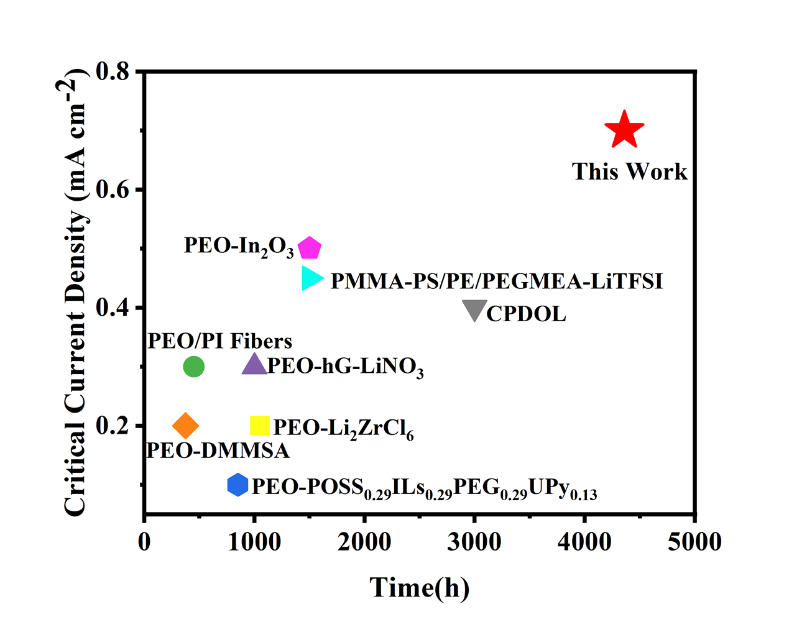 Critical Current Density (mA cm⁻²)
0.8
0.6
0.4
0.2
This Work
PEO-In₂O₃
PMMA-PS/PE/PEGMEA-LiTFSI
CPDOL
PEO/PI Fibers
PEO-hG-LiNO₃
PEO-Li₂ZrCl₆
PEO-DMMSA
PEO-POSS₀.₂₉ILs₀.₂₉PEG₀.₂₉UPy₀.₁₃
0 1000 2000 3000 4000 5000
Time(h)